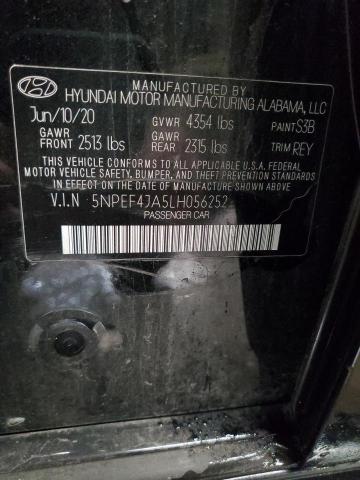 MANUFACTURED BY
HYUNDAI MOTOR MANUFACTURING ALABAMA, LLC
Jun/10/20 GVWR 4354 lbs PAINT S3B
GAWR GAWR
FRONT 2513 lbs REAR 2315 lbs TRIM REY
THIS VEHICLE CONFORMS TO ALL APPLICABLE U.S.A. FEDERAL
MOTOR VEHICLE SAFETY, BUMPER, AND THEFT PREVENTION STANDARDS
IN EFFECT ON THE DATE OF MANUFACTURE SHOWN ABOVE.
V.I.N 5NPEF4JA5LH056252
PASSENGER CAR